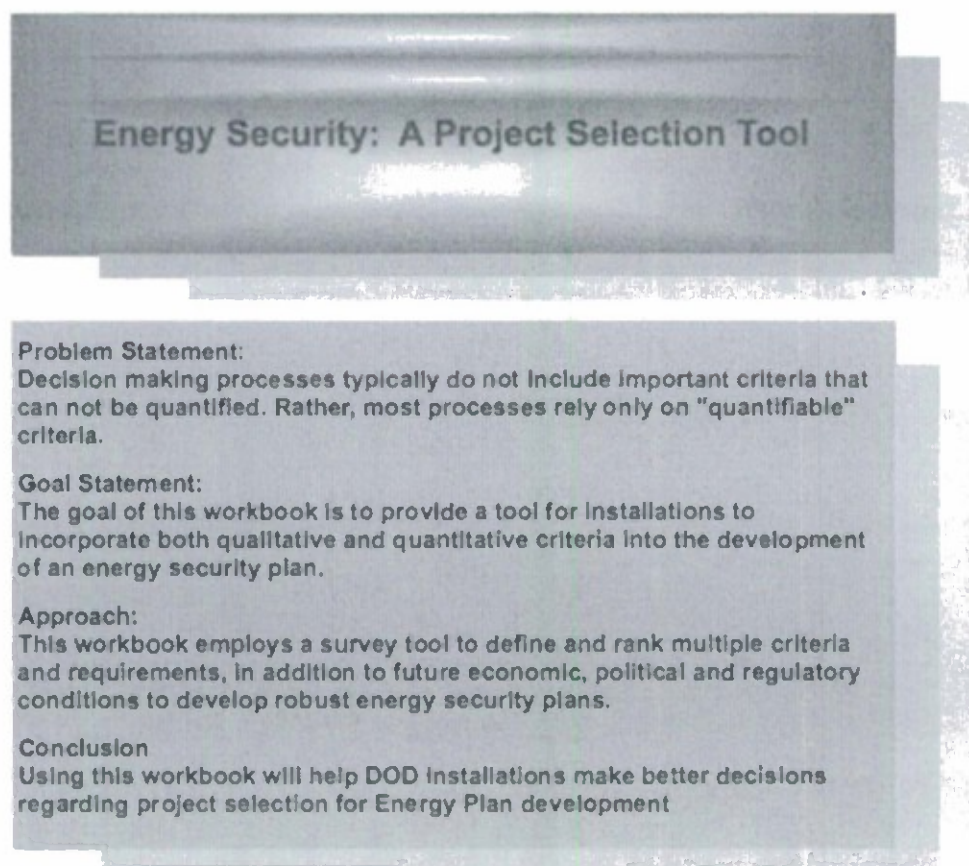 Energy Security: A Project Selection Tool
Problem Statement:
Decision making processes typically do not include important criteria that
can not be quantified. Rather, most processes rely only on "quantifiable"
criteria.
Goal Statement:
The goal of this workbook is to provide a tool for installations to
incorporate both qualitative and quantitative criteria into the development
of an energy security plan.
Approach:
This workbook employs a survey tool to define and rank multiple criteria
and requirements, in addition to future economic, political and regulatory
conditions to develop robust energy security plans.
Conclusion
Using this workbook will help DOD installations make better decisions
regarding project selection for Energy Plan development